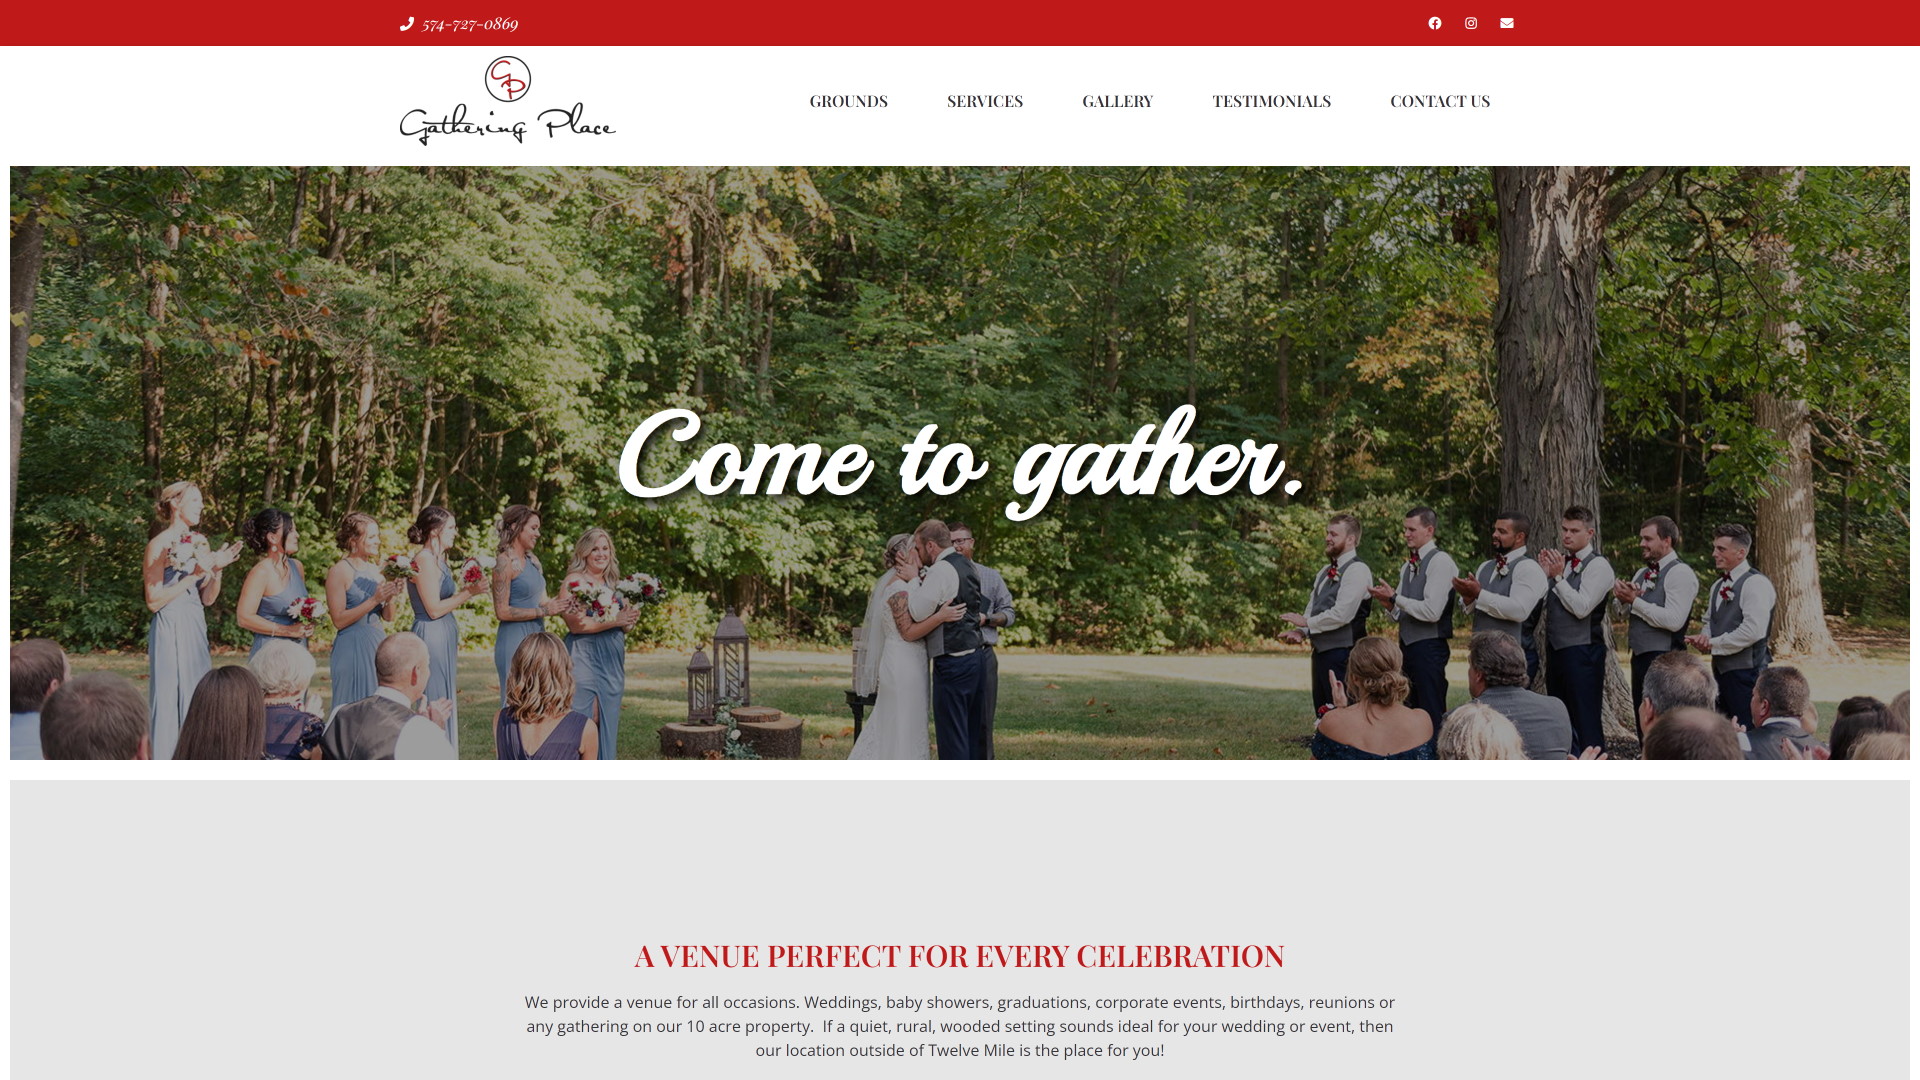 574-727-0869
GP
Gathering Place
GROUNDS
SERVICES
GALLERY
TESTIMONIALS
CONTACT US
Come to gather.
A VENUE PERFECT FOR EVERY CELEBRATION
We provide a venue for all occasions. Weddings, baby showers, graduations, corporate events, birthdays, reunions or
any gathering on our 10 acre property.  If a quiet, rural, wooded setting sounds ideal for your wedding or event, then
our location outside of Twelve Mile is the place for you!